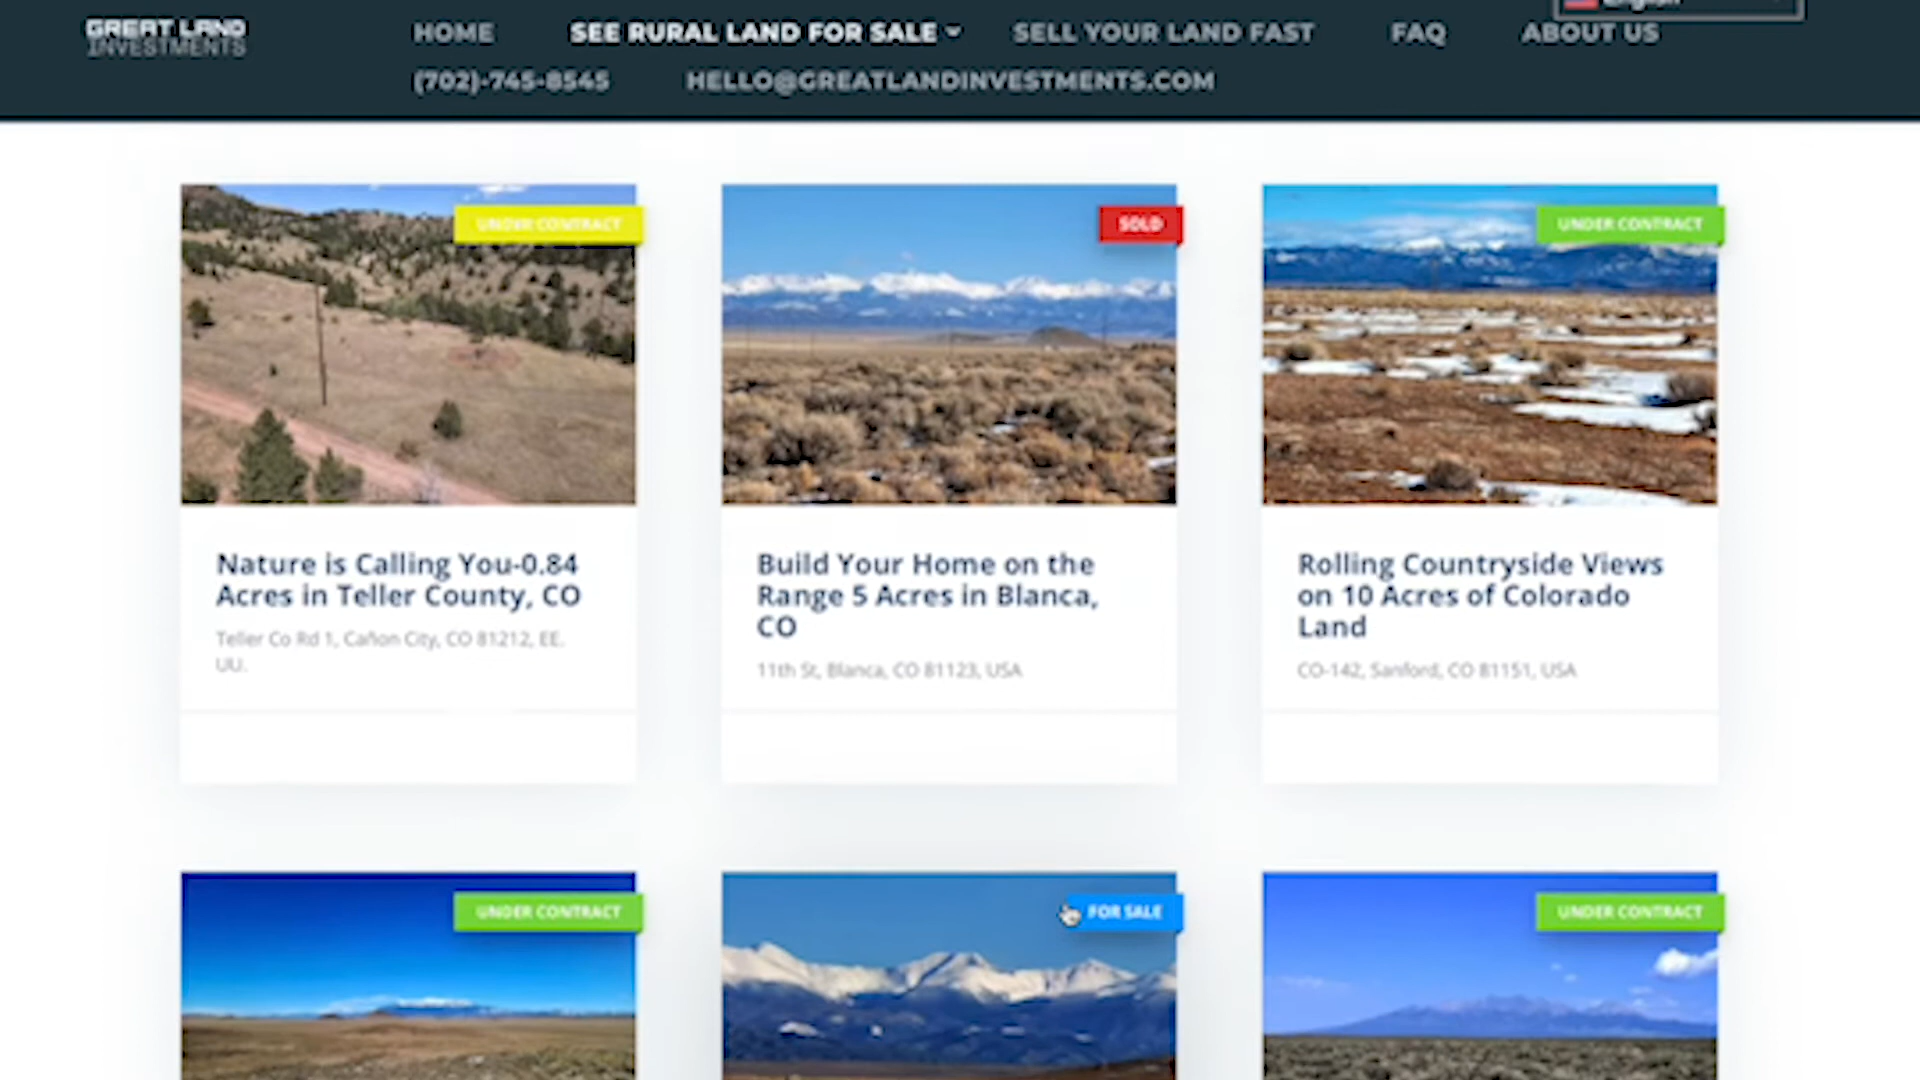 GREAT LAND
INVESTMENTS
HOME
SEE RURAL LAND FOR SALE
SELL YOUR LAND FAST
FAQ
ABOUT US
English
(702)-745-8545
HELLO@GREATLANDINVESTMENTS.COM
UNDER CONTRACT
SOLD
UNDER CONTRACT
Nature is Calling You-0.84
Acres in Teller County, CO
Teller Co Rd 1, Cañon City, CO 81212, EE.
UU.
Build Your Home on the
Range 5 Acres in Blanca,
CO
11th St, Blanca, CO 81123, USA
Rolling Countryside Views
on 10 Acres of Colorado
Land
CO-142, Sanford, CO 81151, USA
UNDER CONTRACT
FOR SALE
UNDER CONTRACT